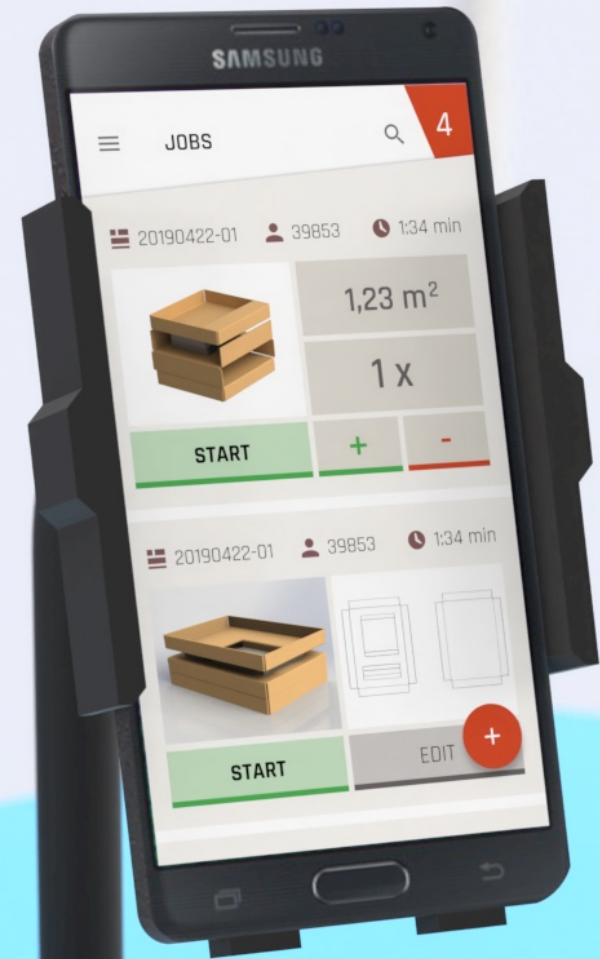 SAMSUNG
JOBS
4
20190422-01 39853 1:34 min
1,23 m²
1 x
START + -
20190422-01 39853 1:34 min
START EDIT +